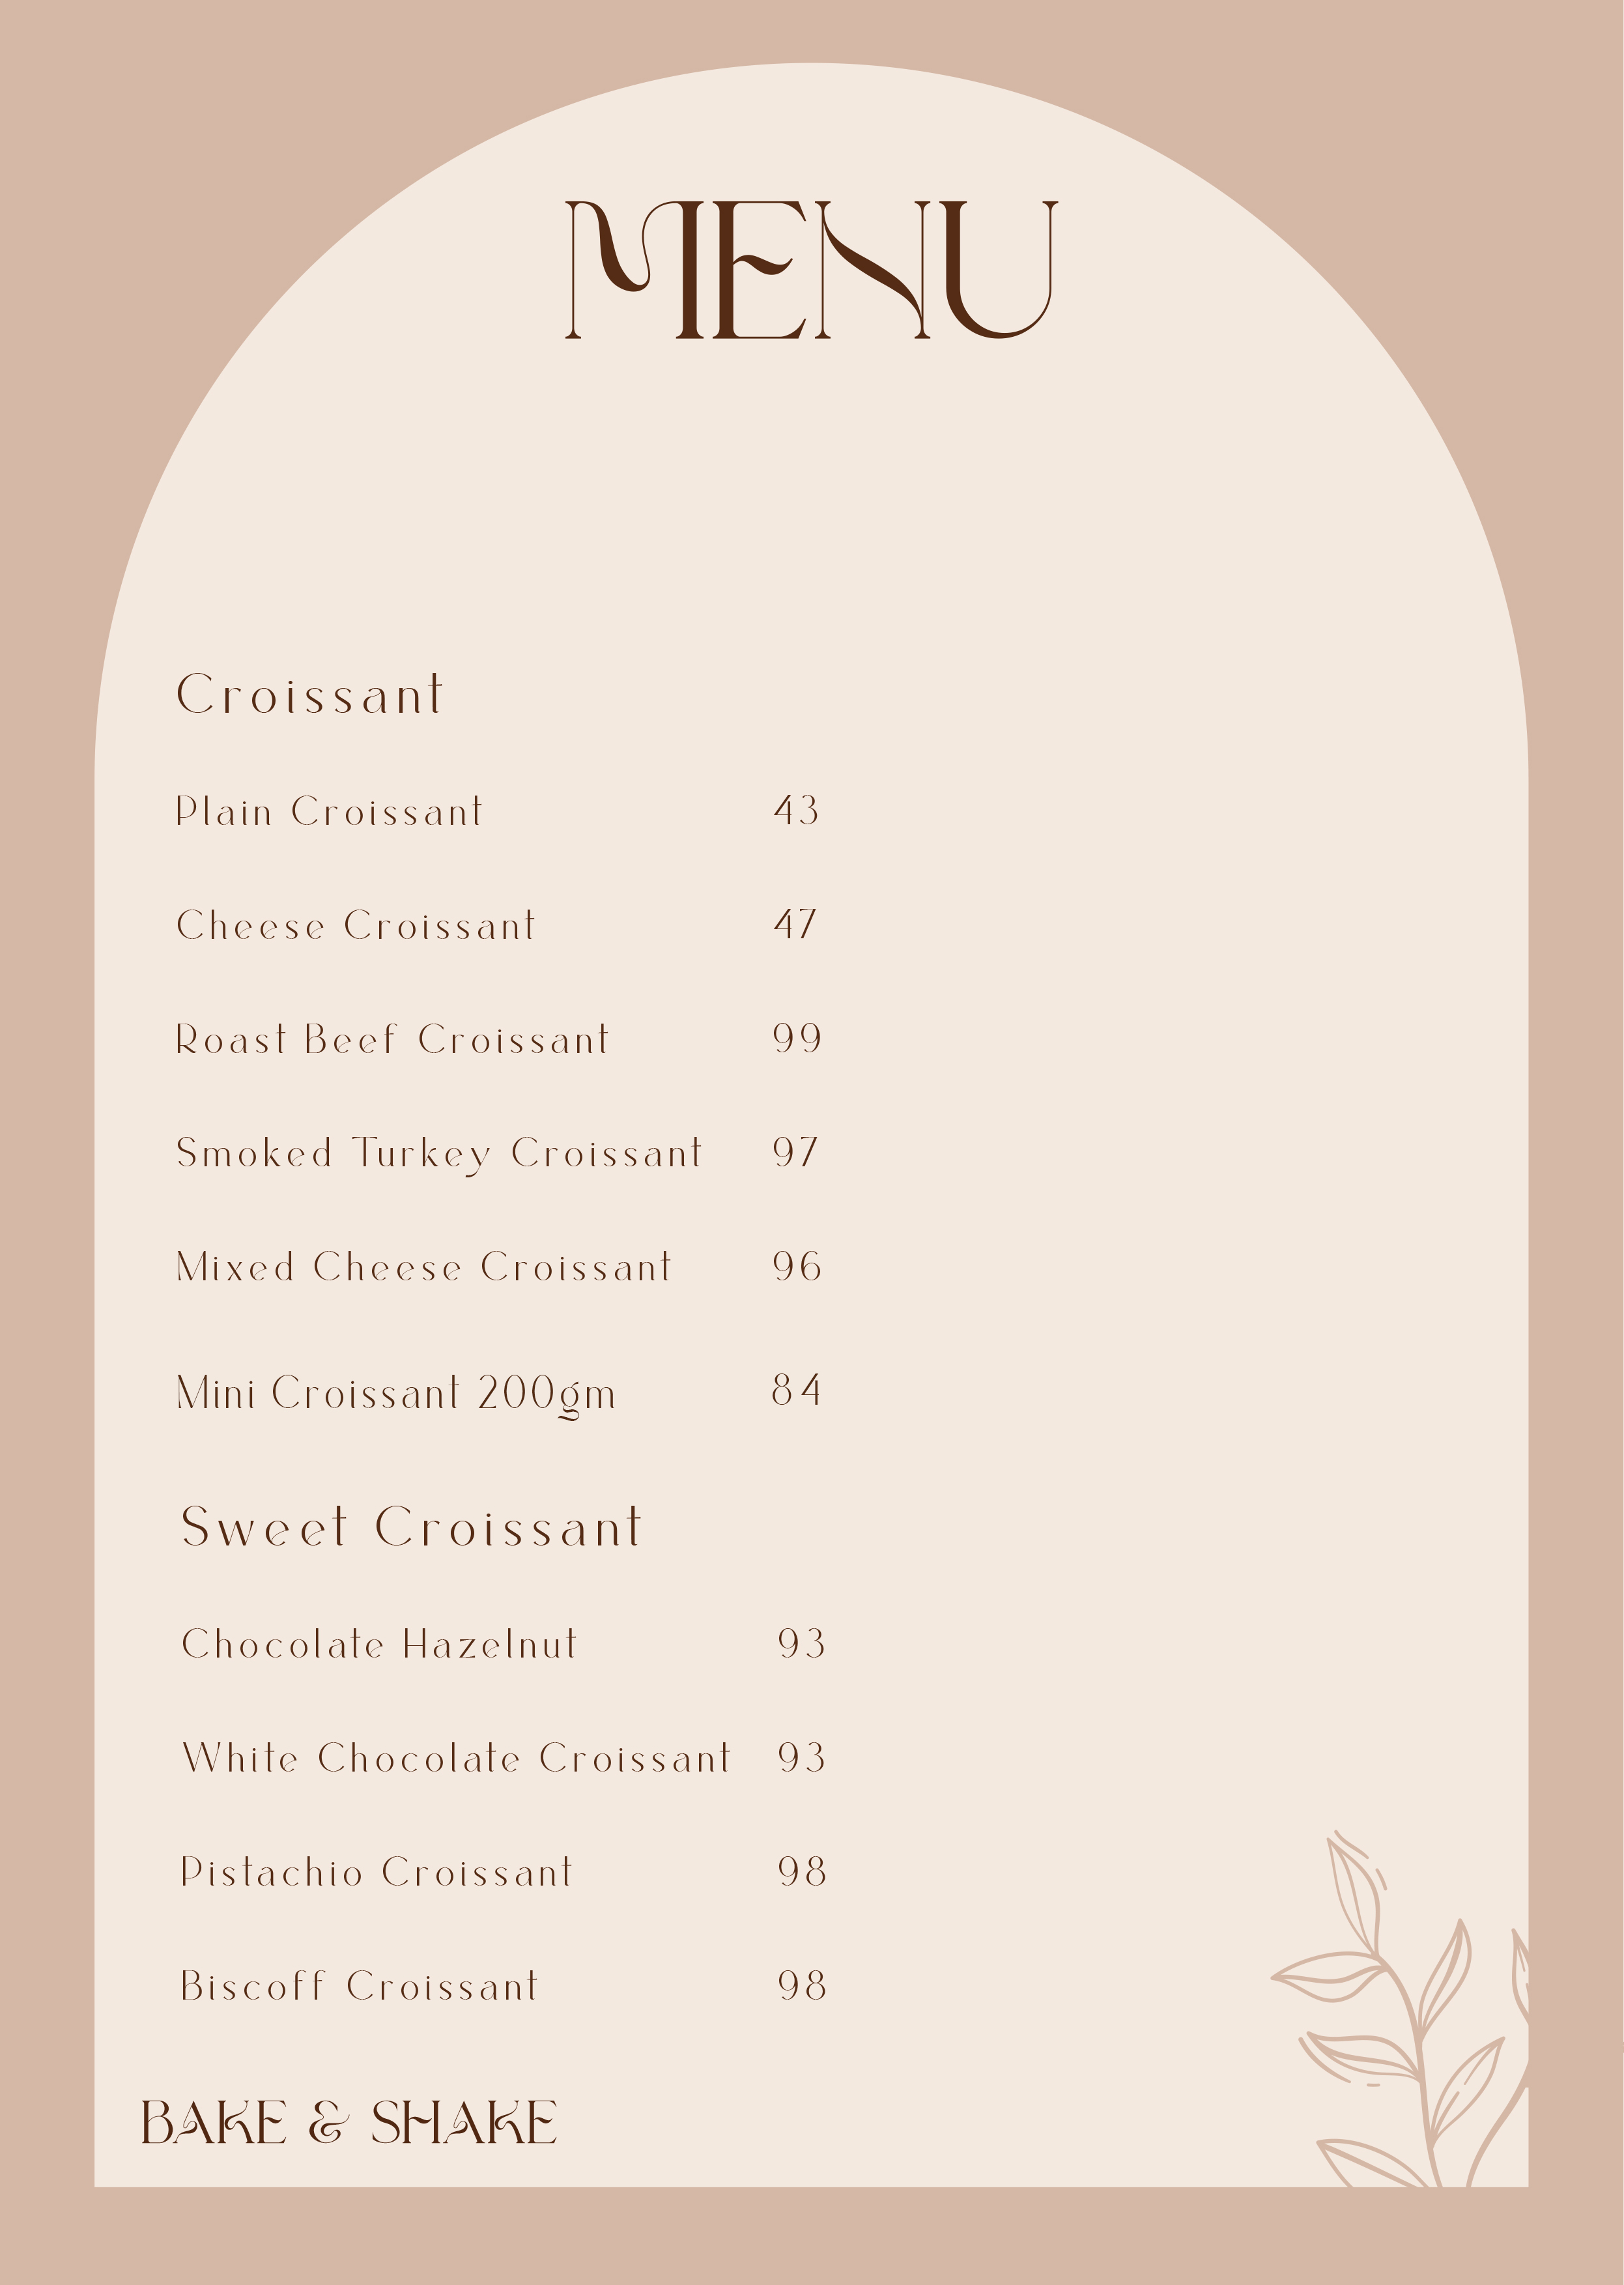 MENU
Croissant
Plain Croissant 43
Cheese Croissant 47
Roast Beef Croissant 99
Smoked Turkey Croissant 97
Mixed Cheese Croissant 96
Mini Croissant 200gm 84
Sweet Croissant
Chocolate Hazelnut 93
White Chocolate Croissant 93
Pistachio Croissant 98
Biscoff Croissant 98
BAKE & SHAKE